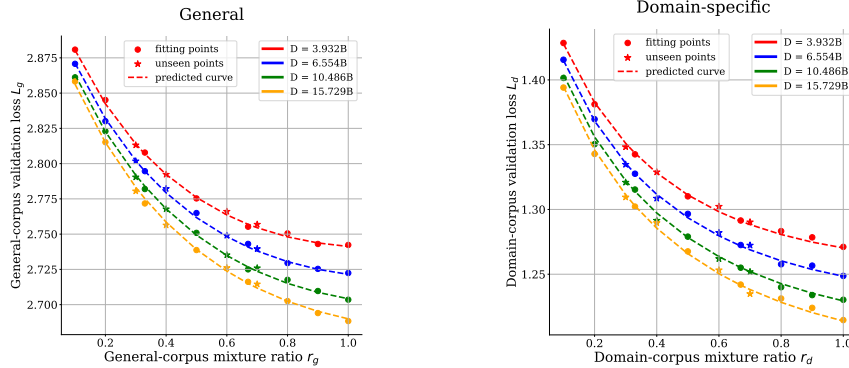 General
General-corpus validation loss L_g
2.875
2.850
2.825
2.800
2.775
2.750
2.725
2.700
fitting points
unseen points
predicted curve
D = 3.932B
D = 6.554B
D = 10.486B
D = 15.729B
0.2 0.4 0.6 0.8 1.0
General-corpus mixture ratio r_g
Domain-specific
Domain-corpus validation loss L_d
1.40
1.35
1.30
1.25
fitting points
unseen points
predicted curve
D = 3.932B
D = 6.554B
D = 10.486B
D = 15.729B
0.2 0.4 0.6 0.8 1.0
Domain-corpus mixture ratio r_d